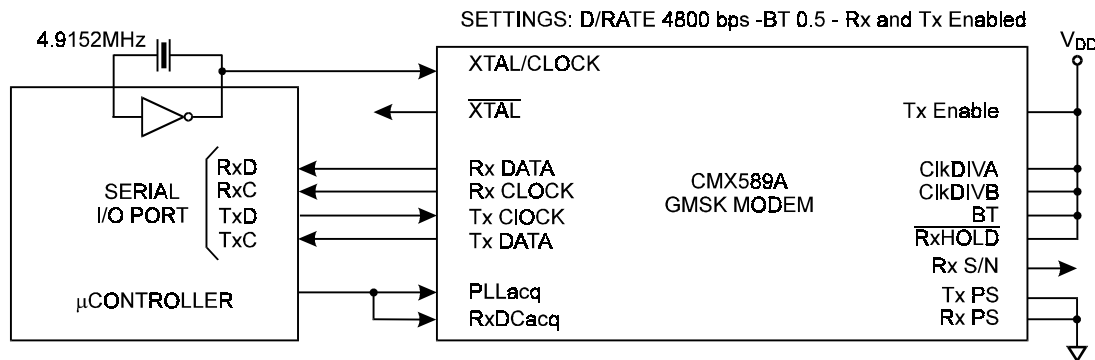 SETTINGS: D/RATE 4800 bps -BT 0.5 - Rx and Tx Enabled
4.9152MHz
VDD
XTAL/CLOCK
XTAL
Tx Enable
RxD
Rx DATA
ClkDIVA
SERIAL
I/O PORT
RxC
Rx CLOCK
CMX589A
GMSK MODEM
ClkDIVB
TxD
Tx ClOCK
BT
TxC
Tx DATA
RxHOLD
Rx S/N
µCONTROLLER
PLLacq
Tx PS
RxDCacq
Rx PS